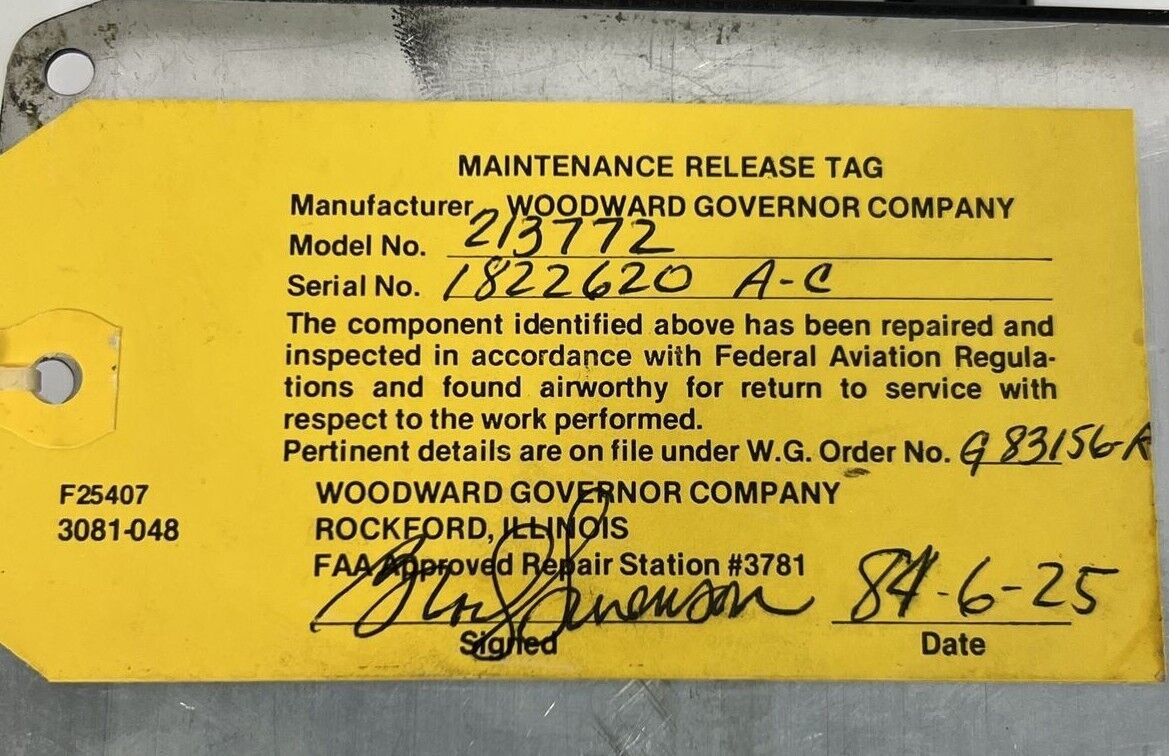 MAINTENANCE RELEASE TAG
Manufacturer WOODWARD GOVERNOR COMPANY
Model No. 213772
Serial No. 1822620 A-C
The component identified above has been repaired and
inspected in accordance with Federal Aviation Regula-
tions and found airworthy for return to service with
respect to the work performed.
Pertinent details are on file under W.G. Order No. G83156-R
F25407 WOODWARD GOVERNOR COMPANY
3081-048 ROCKFORD, ILLINOIS
FAA Approved Repair Station #3781
84-6-25
Signed Date